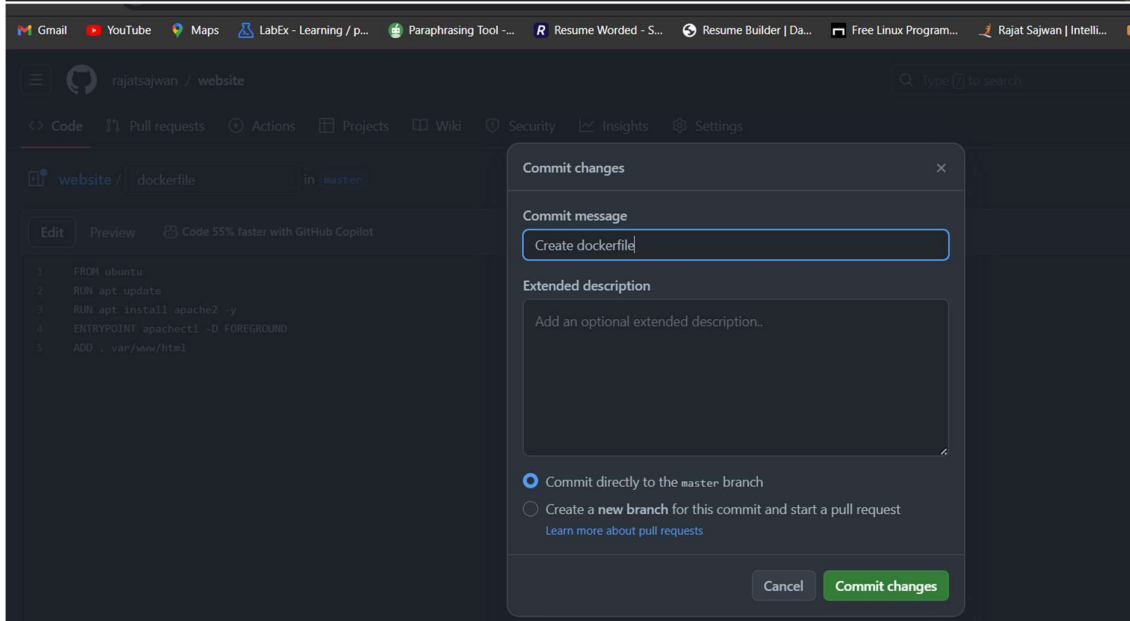 Gmail YouTube Maps LabEx - Learning / p... Paraphrasing Tool -... Resume Worded - S... Resume Builder | Da... Free Linux Program... Rajat Sajwan | Intelli...
rajatsajwan / website Type / to search
Code Pull requests Actions Projects Wiki Security Insights Settings
website / dockerfile in master
Edit Preview Code 55% faster with GitHub Copilot
1 FROM ubuntu
2 RUN apt update
3 RUN apt install apache2 -y
4 ENTRYPOINT apachectl -D FOREGROUND
5 ADD . var/www/html
Commit changes
Commit message
Create dockerfile
Extended description
Add an optional extended description..
Commit directly to the master branch
Create a new branch for this commit and start a pull request
Learn more about pull requests
Cancel Commit changes